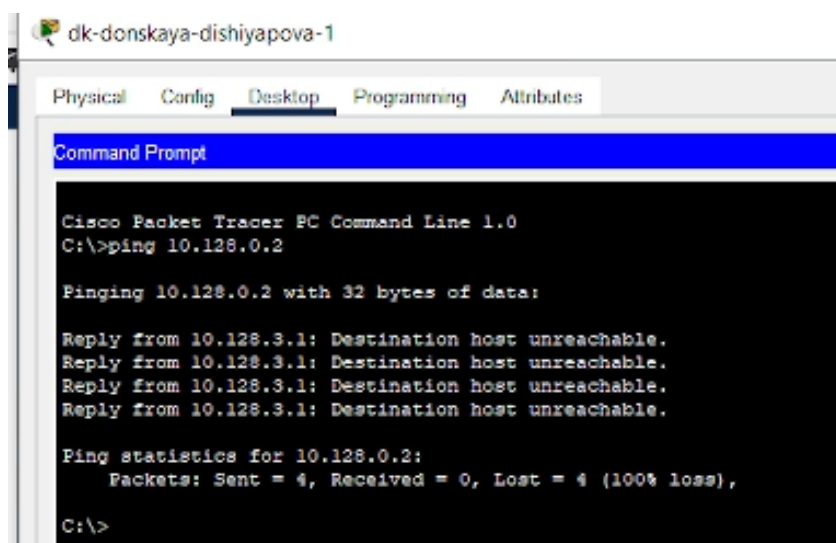 dk-donskaya-dishiyapova-1
Physical Config Desktop Programming Attributes
Command Prompt
Cisco Packet Tracer PC Command Line 1.0
C:\>ping 10.128.0.2
Pinging 10.128.0.2 with 32 bytes of data:
Reply from 10.128.3.1: Destination host unreachable.
Reply from 10.128.3.1: Destination host unreachable.
Reply from 10.128.3.1: Destination host unreachable.
Reply from 10.128.3.1: Destination host unreachable.
Ping statistics for 10.128.0.2:
Packets: Sent = 4, Received = 0, Lost = 4 (100% loss),
C:\>